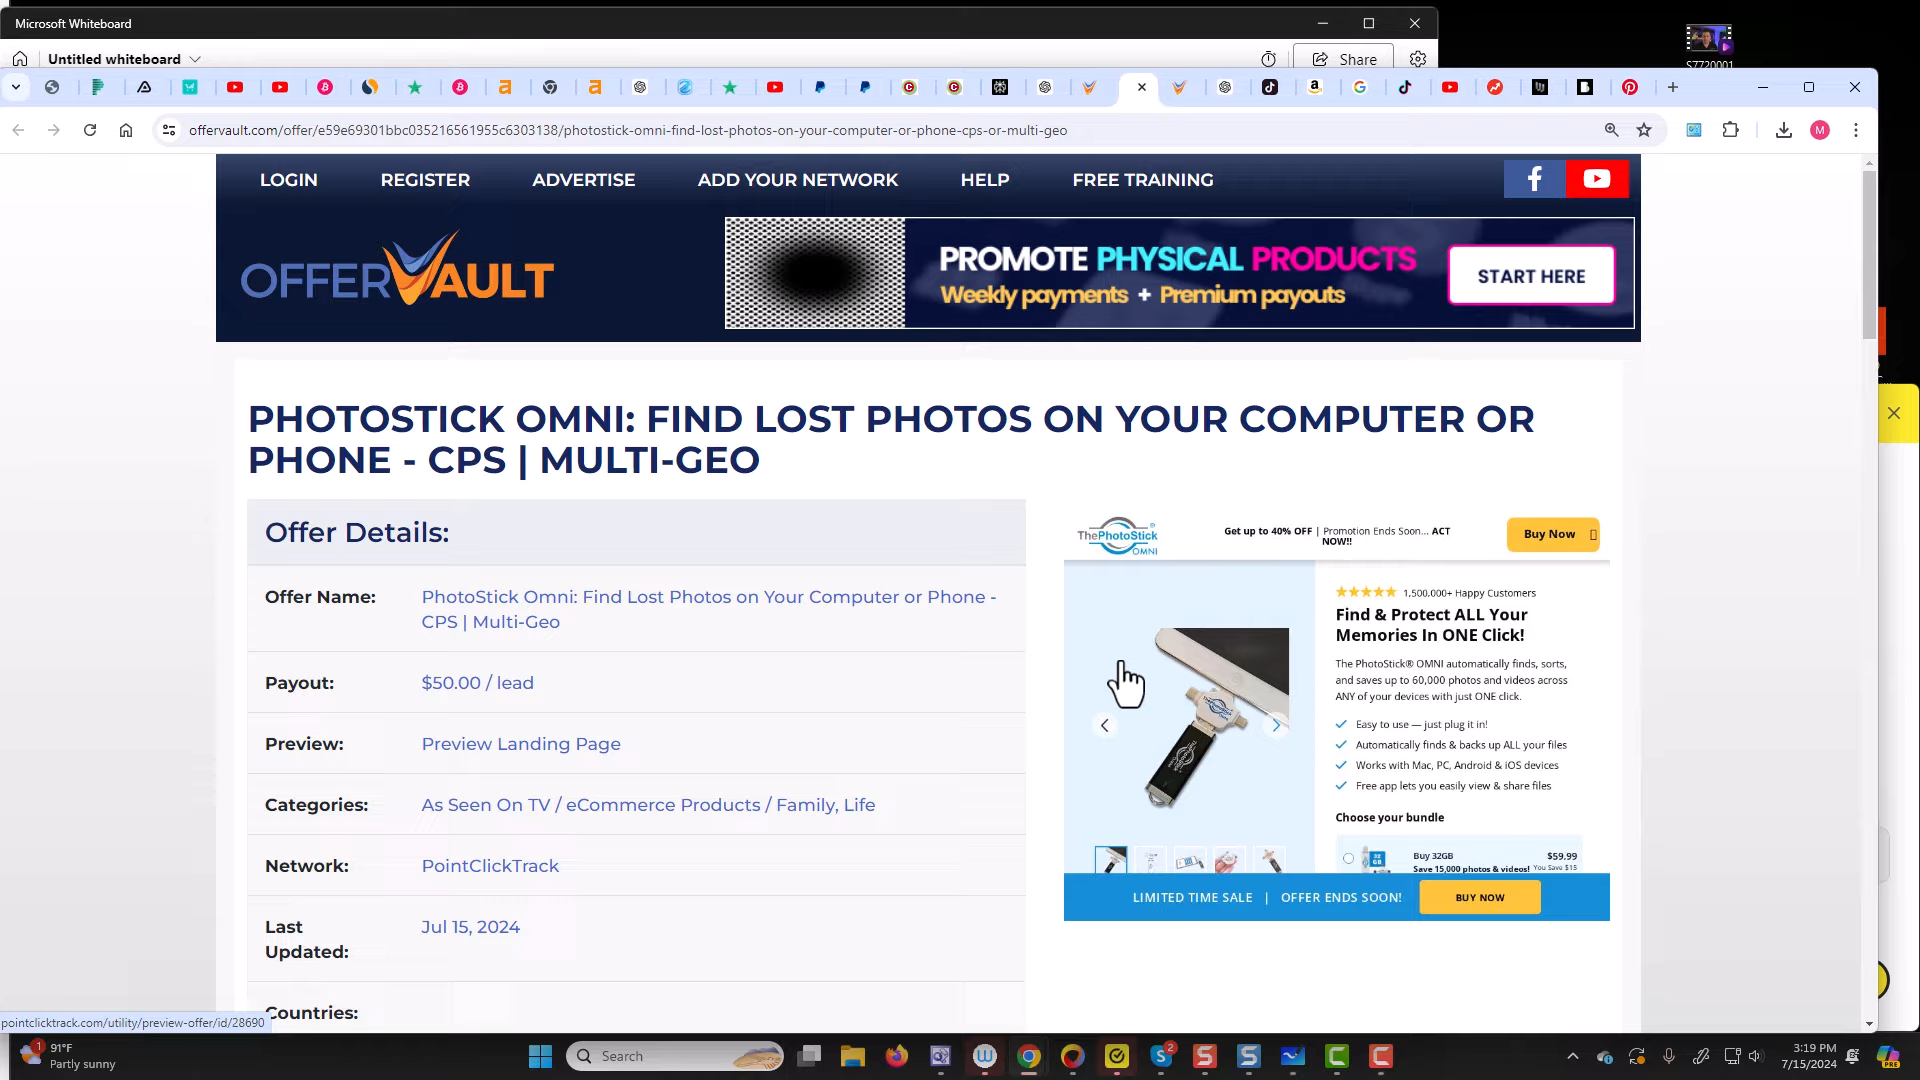 Microsoft Whiteboard
S7720001
Untitled whiteboard
Share
offervault.com/offer/e59e69301bbc035216561955c6303138/photostick-omni-find-lost-photos-on-your-computer-or-phone-cps-or-multi-geo
M
LOGIN
REGISTER
ADVERTISE
ADD YOUR NETWORK
HELP
FREE TRAINING
OFFERVAULT
PROMOTE PHYSICAL PRODUCTS
Weekly payments + Premium payouts
START HERE
PHOTOSTICK OMNI: FIND LOST PHOTOS ON YOUR COMPUTER OR
PHONE - CPS | MULTI-GEO
Offer Details:
Offer Name:
PhotoStick Omni: Find Lost Photos on Your Computer or Phone -
CPS | Multi-Geo
Payout:
$50.00 / lead
Preview:
Preview Landing Page
Categories:
As Seen On TV / eCommerce Products / Family, Life
Network:
PointClickTrack
Last
Updated:
Jul 15, 2024
Countries:
ThePhotoStick®
OMNI
Get up to 40% OFF | Promotion Ends Soon... ACT
NOW!!
Buy Now
1,500,000+ Happy Customers
Find & Protect ALL Your
Memories In ONE Click!
The PhotoStick® OMNI automatically finds, sorts,
and saves up to 60,000 photos and videos across
ANY of your devices with just ONE click.
Easy to use — just plug it in!
Automatically finds & backs up ALL your files
Works with Mac, PC, Android & iOS devices
Free app lets you easily view & share files
Choose your bundle
32
GB
Buy 32GB
$59.99
Save 15,000 photos & videos!
You Save $15
LIMITED TIME SALE | OFFER ENDS SOON!
BUY NOW
pointclicktrack.com/utility/preview-offer/id/28690
1
91°F
Partly sunny
Search
2
3:19 PM
7/15/2024
PRE